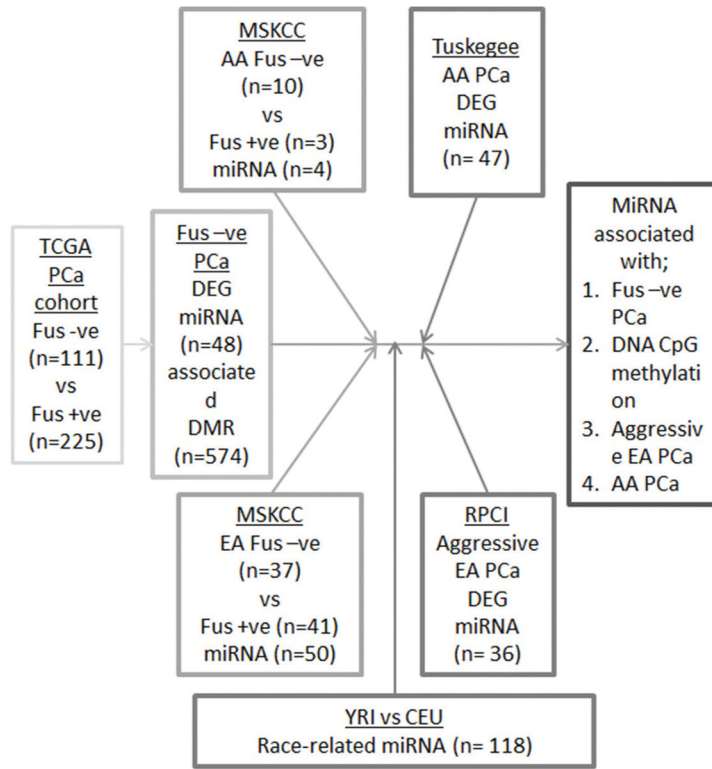 MSKCC
AA Fus –ve
(n=10)
vs
Fus +ve (n=3)
miRNA (n=4)
Tuskegee
AA PCa
DEG
miRNA
(n= 47)
TCGA
PCa
cohort
Fus -ve
(n=111)
vs
Fus +ve
(n=225)
Fus –ve
PCa
DEG
miRNA
(n=48)
associate
d
DMR
(n=574)
MiRNA
associated
with;
1. Fus –ve
PCa
2. DNA CpG
methylati
on
3. Aggressiv
e EA PCa
4. AA PCa
MSKCC
EA Fus –ve
(n=37)
vs
Fus +ve (n=41)
miRNA (n=50)
RPCI
Aggressive
EA PCa
DEG
miRNA
(n= 36)
YRI vs CEU
Race-related miRNA (n= 118)